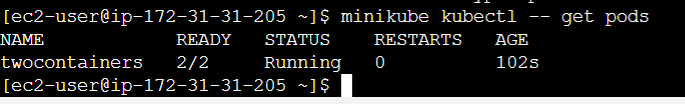 [ec2-user@ip-172-31-31-205 ~]$ minikube kubectl -- get pods
NAME            READY   STATUS    RESTARTS   AGE
twocontainers   2/2     Running   0          102s
[ec2-user@ip-172-31-31-205 ~]$